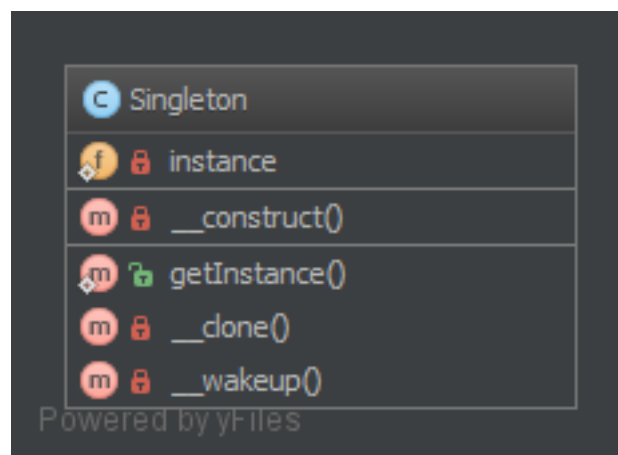 C Singleton
f instance
m __construct()
m getInstance()
m __clone()
m __wakeup()
Powered by yFiles